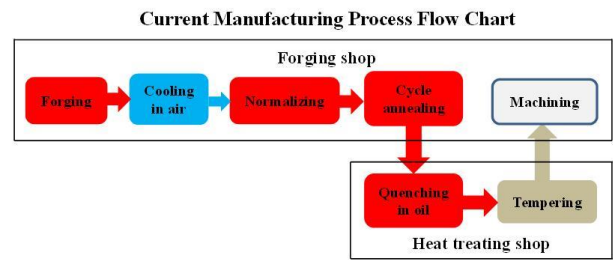 Current Manufacturing Process Flow Chart
Forging shop
Forging
Cooling
in air
Normalizing
Cycle
annealing
Machining
Quenching
in oil
Tempering
Heat treating shop